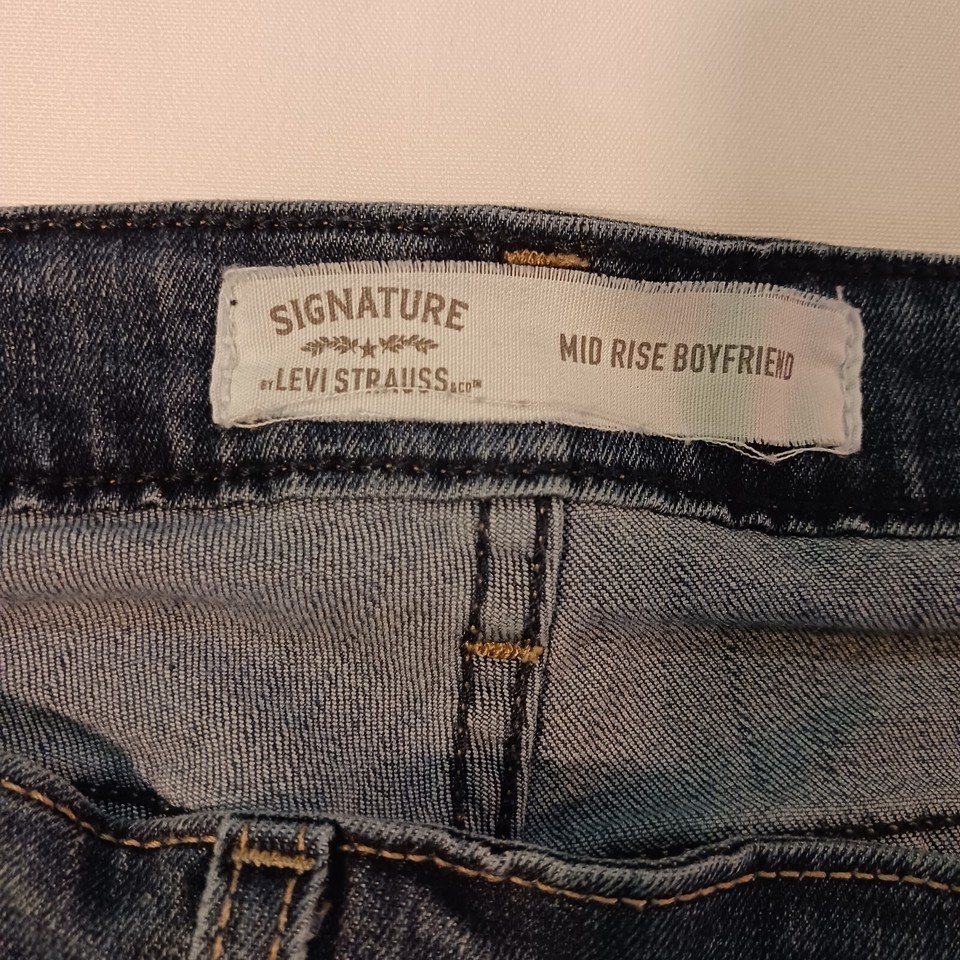 SIGNATURE
BY LEVI STRAUSS & CO™
MID RISE BOYFRIEND